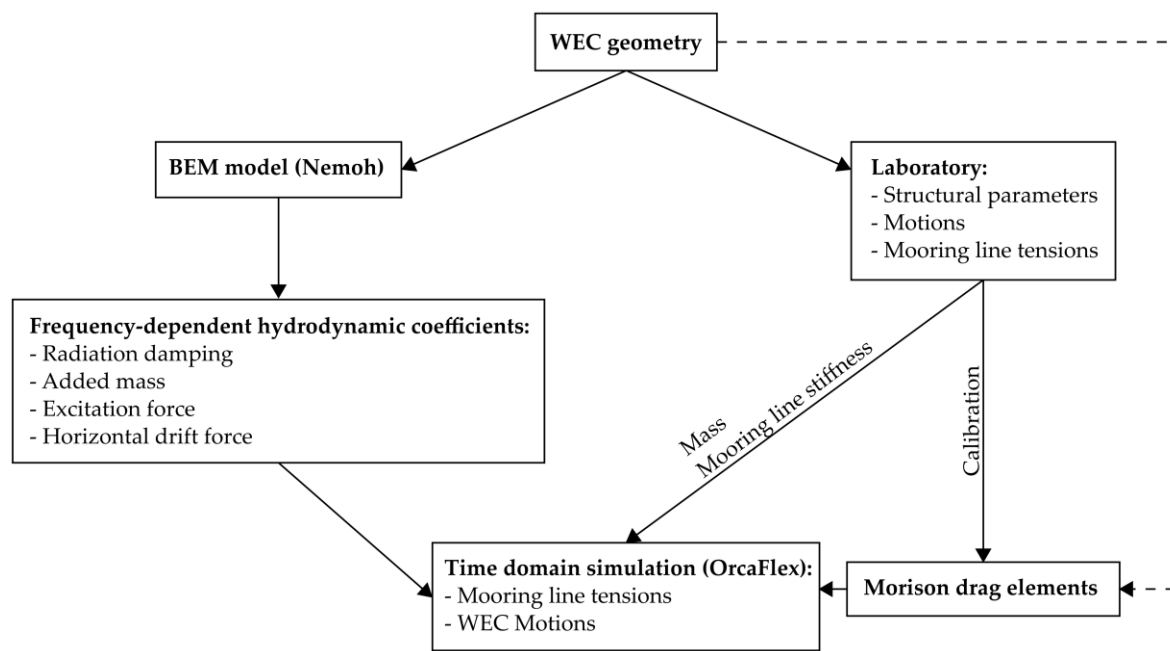 WEC geometry
BEM model (Nemoh)
Laboratory:
- Structural parameters
- Motions
- Mooring line tensions
Frequency-dependent hydrodynamic coefficients:
- Radiation damping
- Added mass
- Excitation force
- Horizontal drift force
Mass
Mooring line stiffness
Calibration
Time domain simulation (OrcaFlex):
- Mooring line tensions
- WEC Motions
Morison drag elements